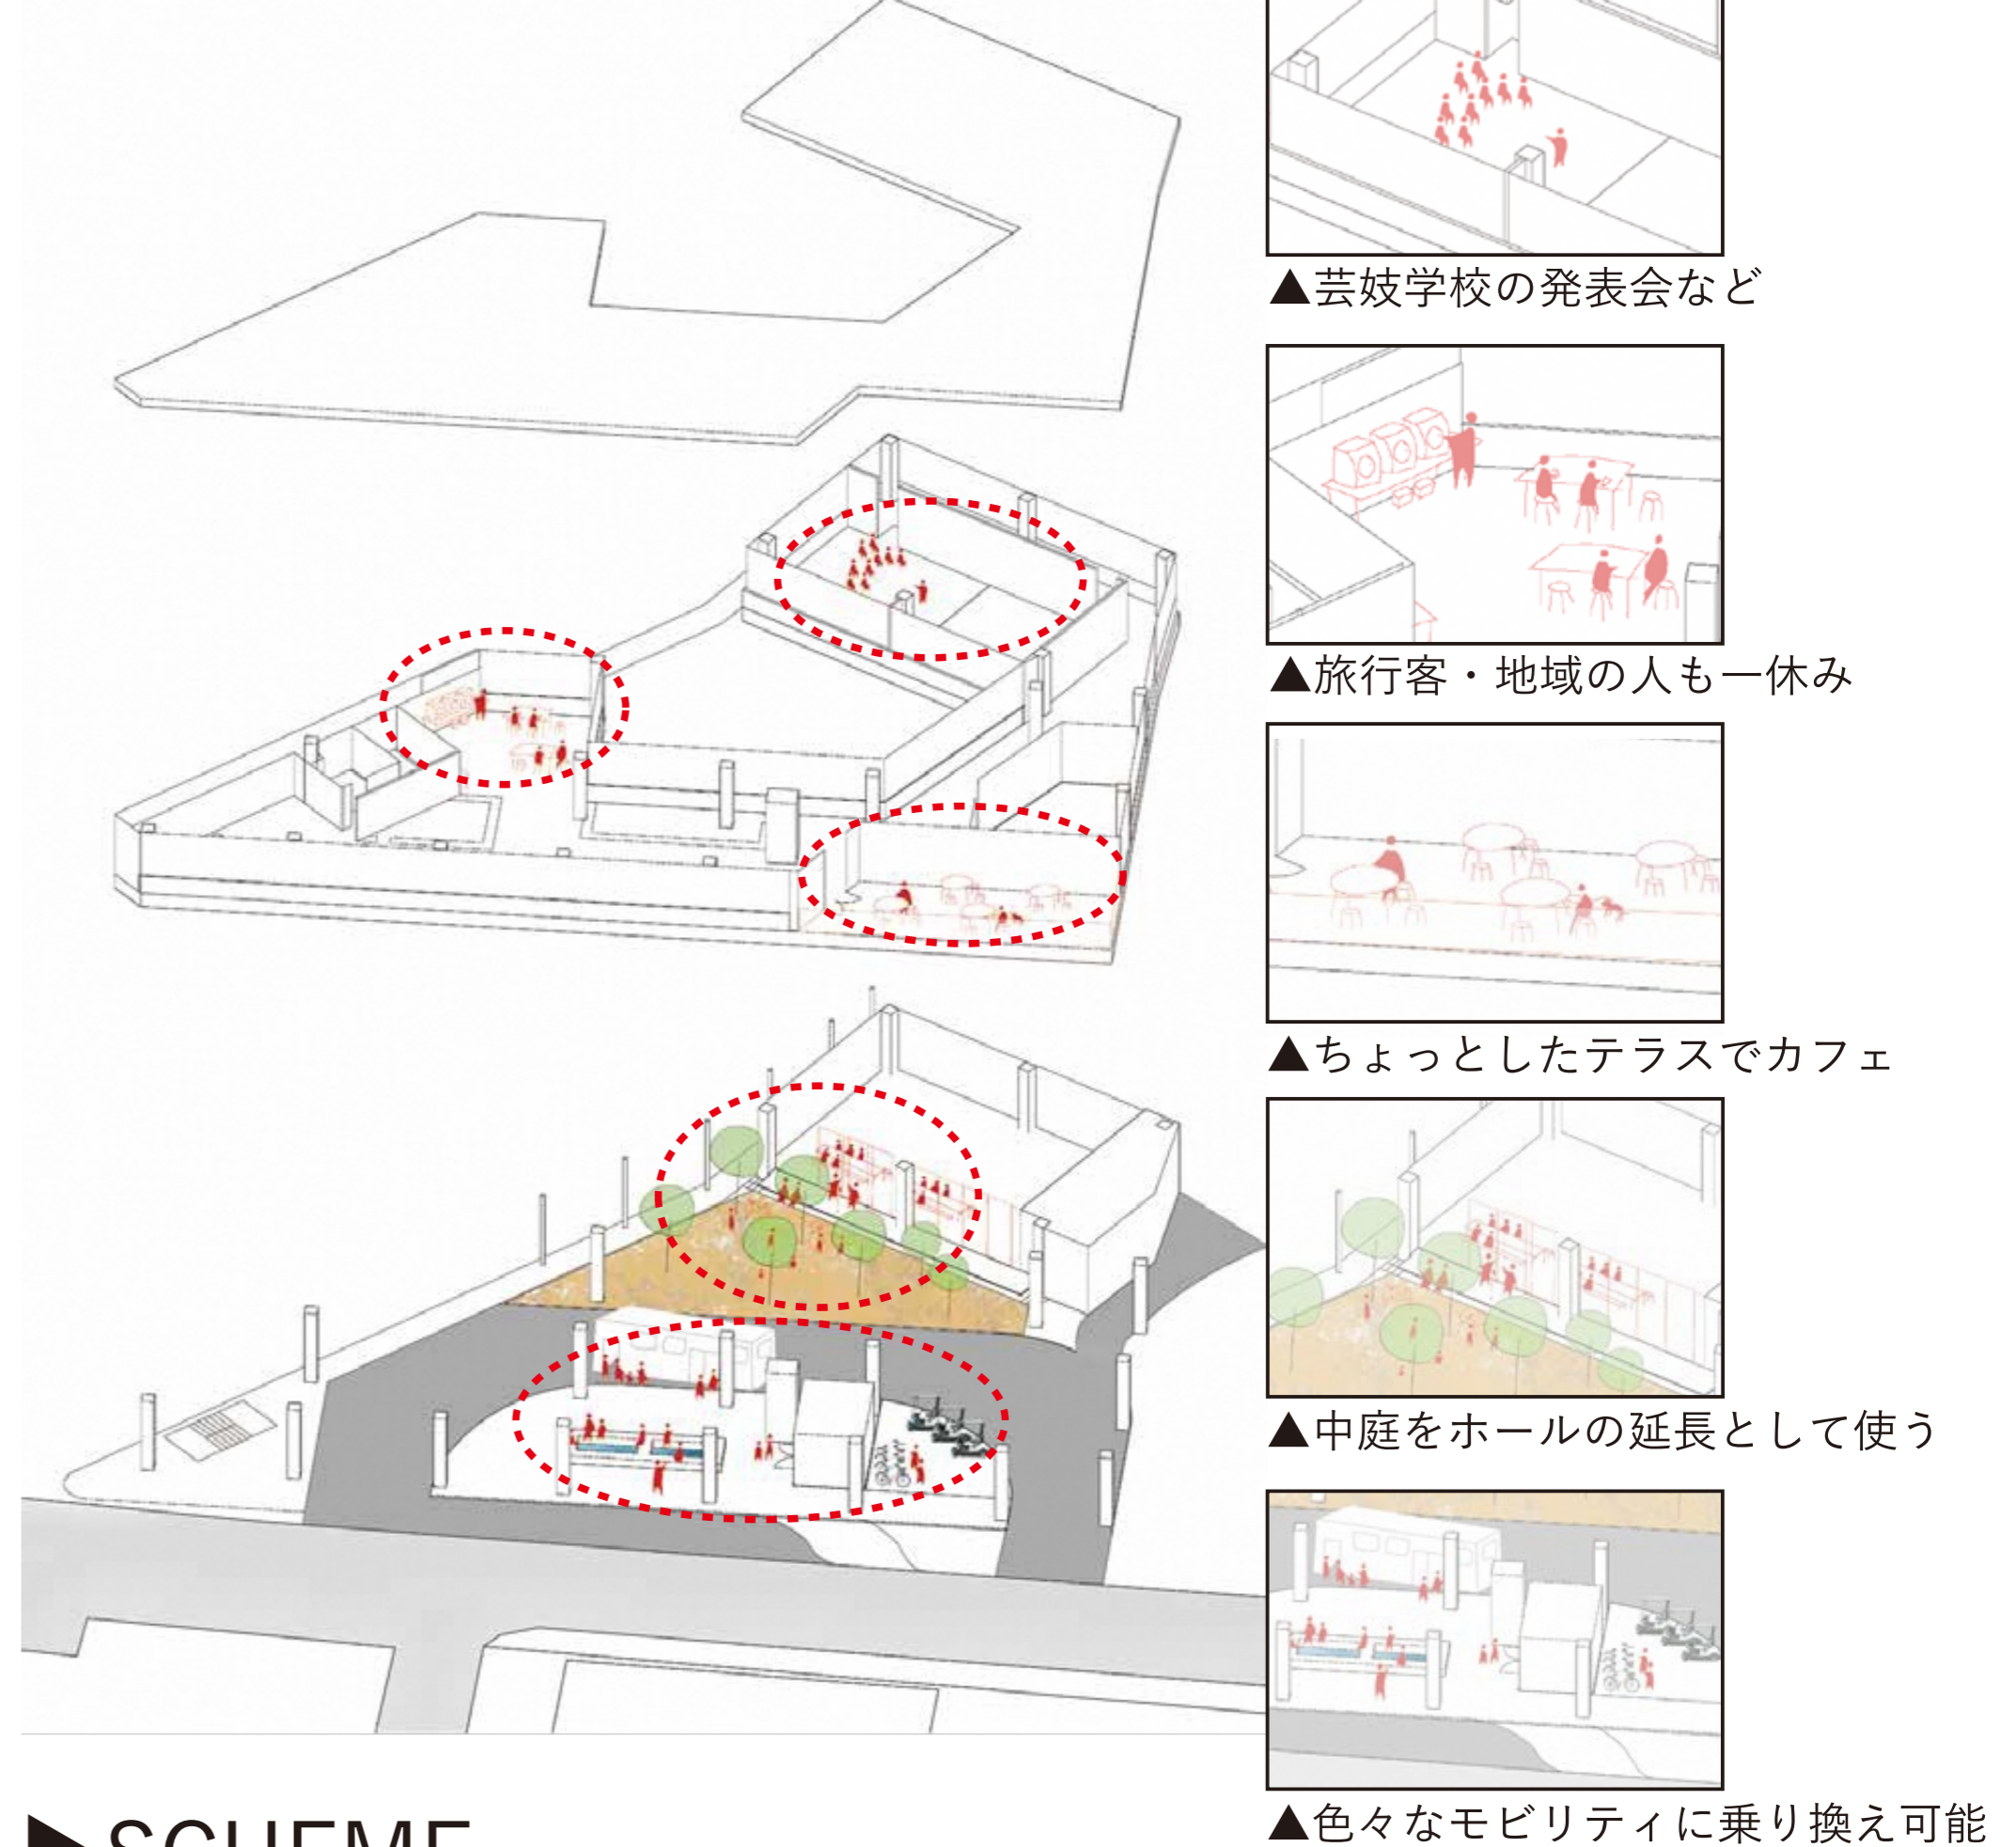 ▲芸妓学校の発表会など
▲旅行客・地域の人も一休み
▲ちょっとしたテラスでカフェ
▲中庭をホールの延長として使う
▲色々なモビリティに乗り換え可能
▶SCHEME